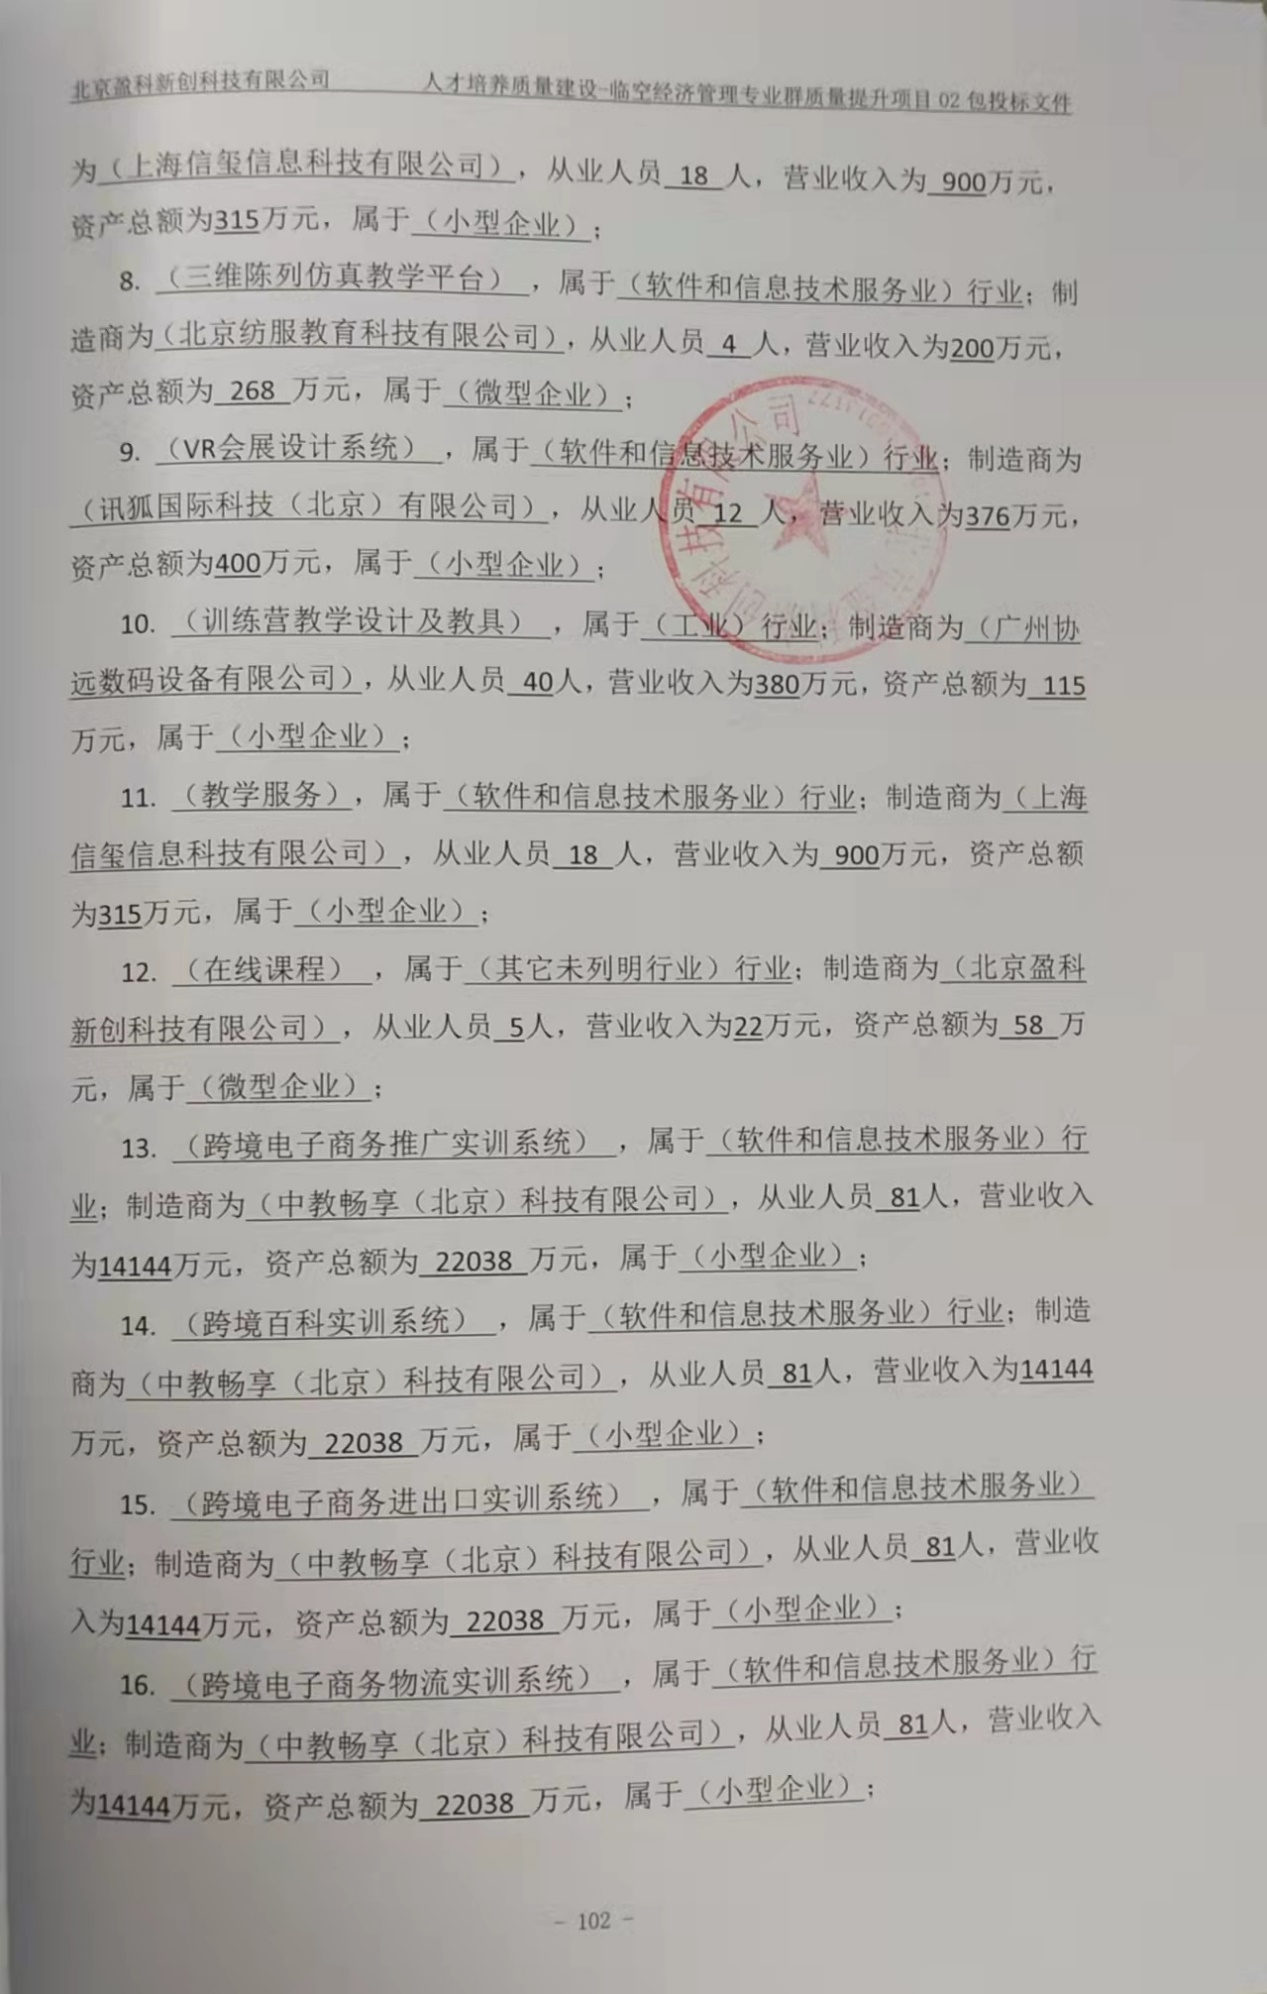 北京盈科新创科技有限公司 人才培养质量建设-临空经济管理专业群质量提升项目 02 包投标文件
为（上海信玺信息科技有限公司），从业人员 18 人，营业收入为 900万元，
资产总额为315万元，属于（小型企业）；
8. （三维陈列仿真教学平台），属于（软件和信息技术服务业）行业；制
造商为（北京纺服教育科技有限公司），从业人员 4 人，营业收入为200万元，
资产总额为 268 万元，属于（微型企业）；
9. （VR会展设计系统），属于（软件和信息技术服务业）行业；制造商为
（讯狐国际科技（北京）有限公司），从业人员 12 人，营业收入为376万元，
资产总额为400万元，属于（小型企业）；
10. （训练营教学设计及教具），属于（工业）行业；制造商为（广州协
远数码设备有限公司），从业人员 40人，营业收入为380万元，资产总额为 115
万元，属于（小型企业）；
11. （教学服务），属于（软件和信息技术服务业）行业；制造商为（上海
信玺信息科技有限公司），从业人员 18 人，营业收入为 900万元，资产总额
为315万元，属于（小型企业）；
12. （在线课程），属于（其它未列明行业）行业；制造商为（北京盈科
新创科技有限公司），从业人员 5人，营业收入为22万元，资产总额为 58 万
元，属于（微型企业）；
13. （跨境电子商务推广实训系统），属于（软件和信息技术服务业）行
业；制造商为（中教畅享（北京）科技有限公司），从业人员 81人，营业收入
为14144万元，资产总额为 22038 万元，属于（小型企业）；
14. （跨境百科实训系统），属于（软件和信息技术服务业）行业；制造
商为（中教畅享（北京）科技有限公司），从业人员 81人，营业收入为14144
万元，资产总额为 22038 万元，属于（小型企业）；
15. （跨境电子商务进出口实训系统），属于（软件和信息技术服务业）
行业；制造商为（中教畅享（北京）科技有限公司），从业人员 81人，营业收
入为14144万元，资产总额为 22038 万元，属于（小型企业）；
16. （跨境电子商务物流实训系统），属于（软件和信息技术服务业）行
业；制造商为（中教畅享（北京）科技有限公司），从业人员 81人，营业收入
为14144万元，资产总额为 22038 万元，属于（小型企业）；
- 102 -